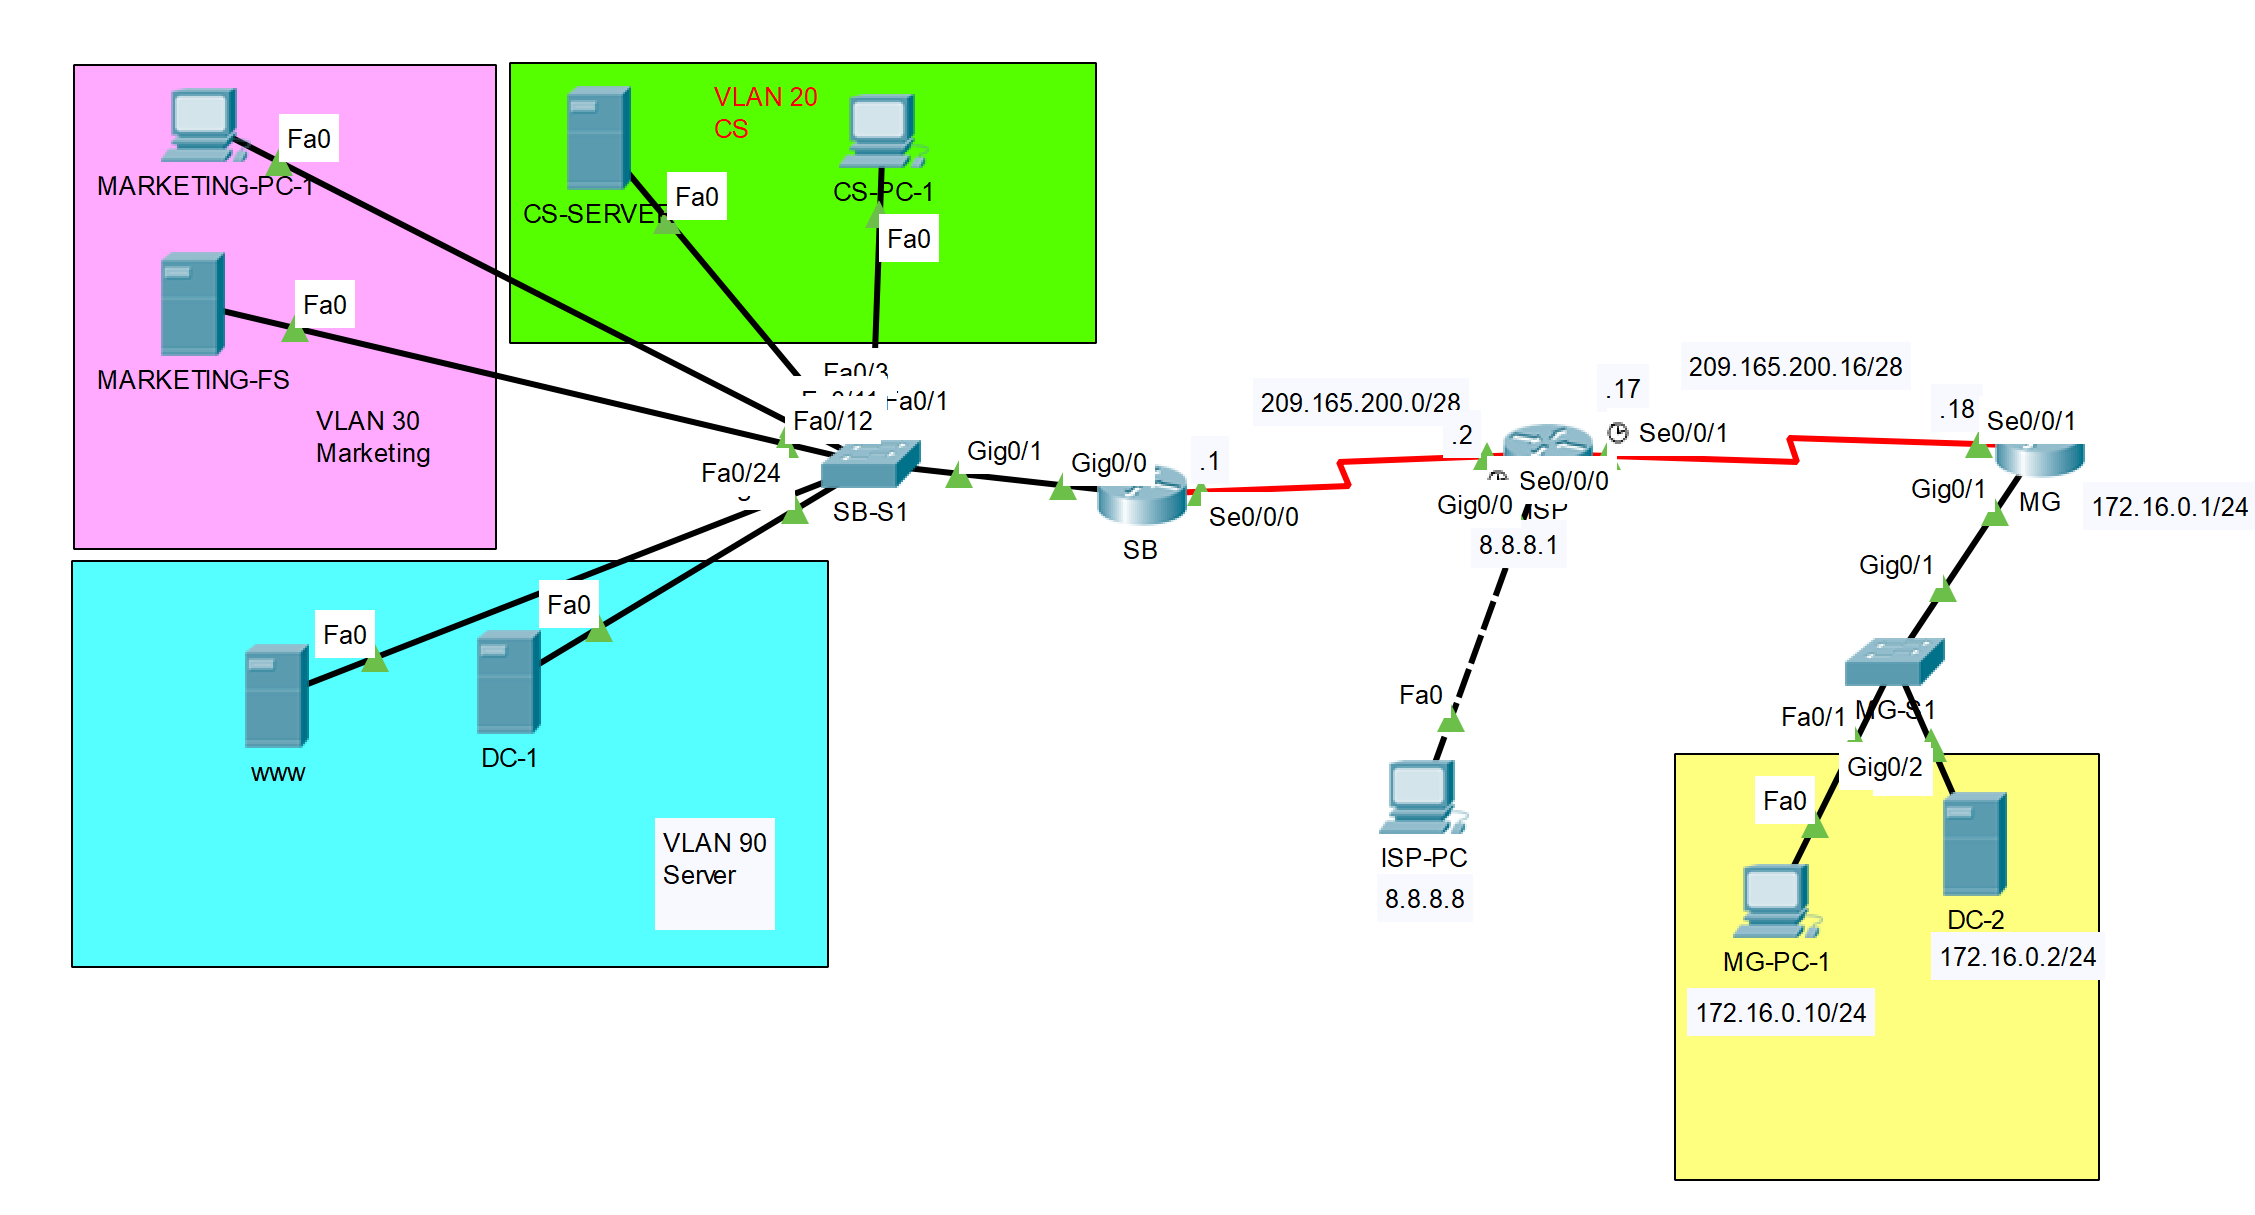 Fa0
MARKETING-PC-1
Fa0
MARKETING-FS
VLAN 30
Marketing
VLAN 20
CS
Fa0
CS-SERVER
CS-PC-1
Fa0
Fa0/3
Fa0/1
Fa0/12
Fa0/24
SB-S1
Gig0/1
Gig0/0
.1
Se0/0/0
SB
209.165.200.0/28
.2
.17
209.165.200.16/28
.18
Se0/0/1
Se0/0/1
Se0/0/0
Gig0/0
ISP
8.8.8.1
Gig0/1
MG
172.16.0.1/24
Gig0/1
Fa0
Fa0
www
DC-1
VLAN 90
Server
Fa0
ISP-PC
8.8.8.8
Fa0/1
MG-S1
Gig0/2
Fa0
DC-2
172.16.0.2/24
MG-PC-1
172.16.0.10/24